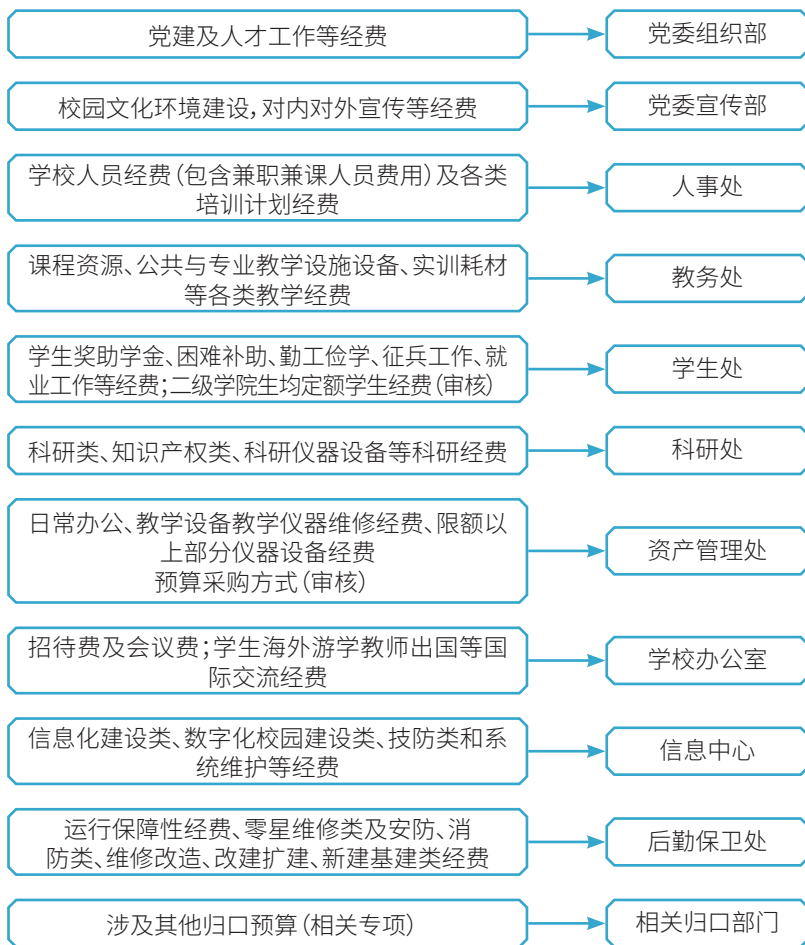 党建及人才工作等经费
党委组织部
校园文化环境建设,对内对外宣传等经费
党委宣传部
学校人员经费(包含兼职兼课人员费用)及各类
培训计划经费
人事处
课程资源、公共与专业教学设施设备、实训耗材
等各类教学经费
教务处
学生奖助学金、困难补助、勤工俭学、征兵工作、就
业工作等经费;二级学院生均定额学生经费(审核)
学生处
科研类、知识产权类、科研仪器设备等科研经费
科研处
日常办公、教学设备教学仪器维修经费、限额以
上部分仪器设备经费
预算采购方式(审核)
资产管理处
招待费及会议费;学生海外游学教师出国等国
际交流经费
学校办公室
信息化建设类、数字化校园建设类、技防类和系
统维护等经费
信息中心
运行保障性经费、零星维修类及安防、消
防类、维修改造、改建扩建、新建基建类经费
后勤保卫处
涉及其他归口预算(相关专项)
相关归口部门